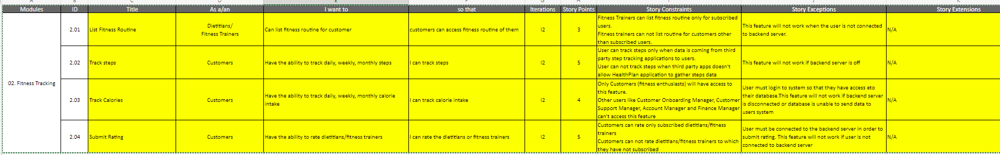 Modules ID Title As a/an I want to so that Iterations Story Points Story Constraints Story Exceptions Story Extensions
02. Fitness Tracking
2.01
List Fitness Routine
Dietitians/
Fitness Trainers
Can list fitness routine for customer
customers can access fitness routine of them
I2
3
Fitness Trainers can list fitness routine only for subscribed
users.
Fitness trainers can not list routine for customers other
than subscribed users.
This feature will not work when the user is not connected
to backend server.
N/A
2.02
Track steps
Customers
Have the ability to track daily, weekly, monthly steps
I can track steps
I2
5
User can track steps only when data is coming from third
party step tracking applications to users.
User can not track steps when third party apps doesn't
allow HealthPlan application to gather steps data
This feature will not work if backend server is off
N/A
2.03
Track Calories
Customers
Have the ability to track daily, weekly, monthly calorie
intake
I can track calorie intake
I2
4
Only Customers (fitness enthusiasts) will have access to
this feature.
Other users like Customer Onboarding Manager, Customer
Support Manager, Account Manager and Finance Manager
can't access this feature
User must login to system so that they have access eto
their database.This feature will not work if backend server
is disconnected or database is unable to send data to
users system
N/A
2.04
Submit Rating
Customers
Have the ability to rate dietitians/fitness trainers
I can rate the dietitians or fitness trainers
I2
5
Customers can rate only subscribed dietitians/fitness
trainers
Customers can not rate dietitians/fitness trainers to which
they have not subscribed
User must be connected to the backend server in order to
submit rating. This feature will not work if user is not
connected to backend server
N/A